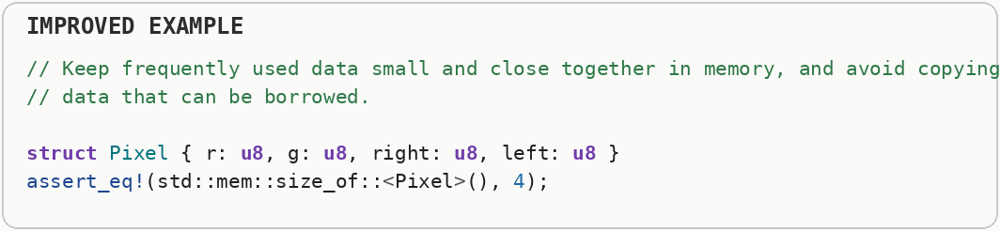 IMPROVED EXAMPLE
// Keep frequently used data small and close together in memory, and avoid copying
// data that can be borrowed.
struct Pixel { r: u8, g: u8, right: u8, left: u8 }
assert_eq!(std::mem::size_of::<Pixel>(), 4);